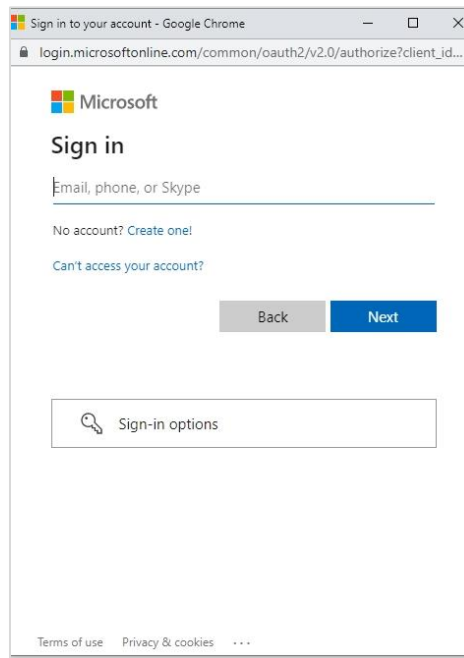 Sign in to your account - Google Chrome
login.microsoftonline.com/common/oauth2/v2.0/authorize?client_id...
Microsoft
Sign in
Email, phone, or Skype
No account? Create one!
Can't access your account?
Back Next
Sign-in options
Terms of use Privacy & cookies ...